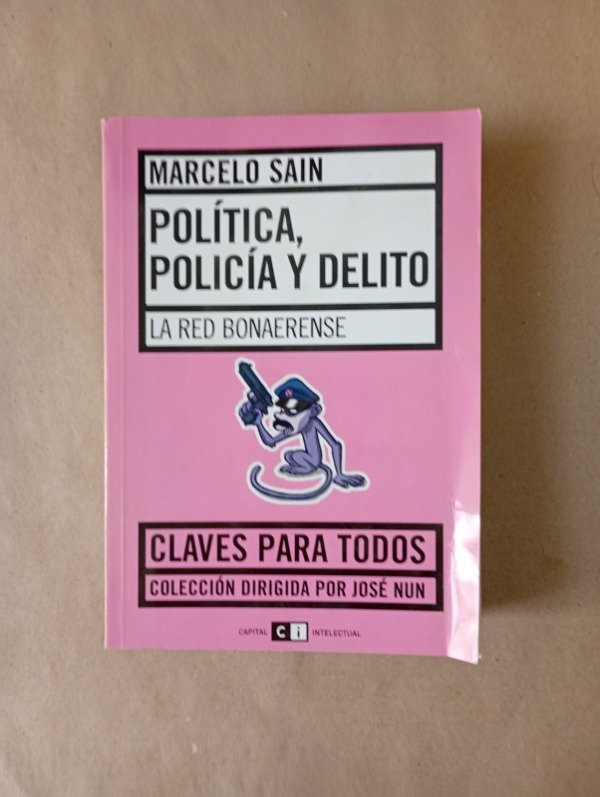 MARCELO SAIN
POLÍTICA,
POLICÍA Y DELITO
LA RED BONAERENSE
CLAVES PARA TODOS
COLECCIÓN DIRIGIDA POR JOSÉ NUN
CAPITAL Ci INTELECTUAL